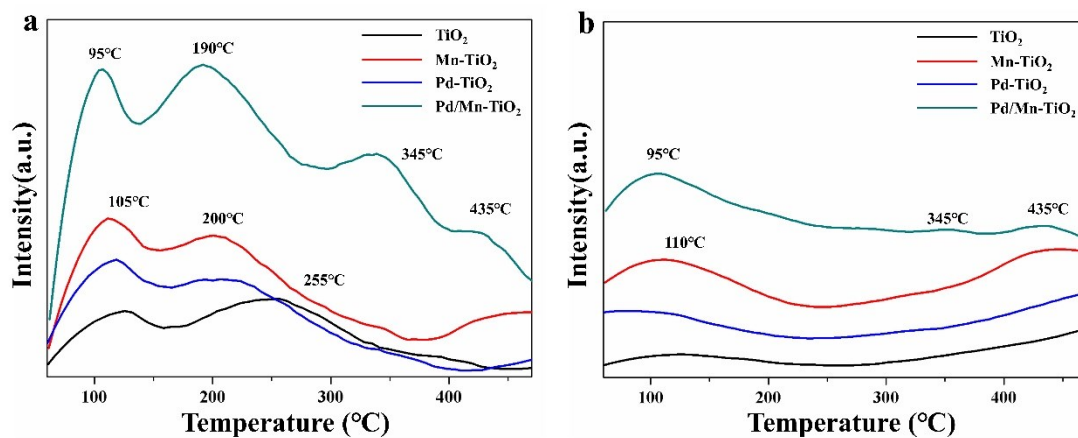 a
95°C
190°C
345°C
435°C
105°C
200°C
255°C
TiO₂
Mn-TiO₂
Pd-TiO₂
Pd/Mn-TiO₂
Intensity(a.u.)
100
200
300
400
Temperature (°C)
b
95°C
345°C
435°C
110°C
TiO₂
Mn-TiO₂
Pd-TiO₂
Pd/Mn-TiO₂
Intensity(a.u.)
100
200
300
400
Temperature (°C)